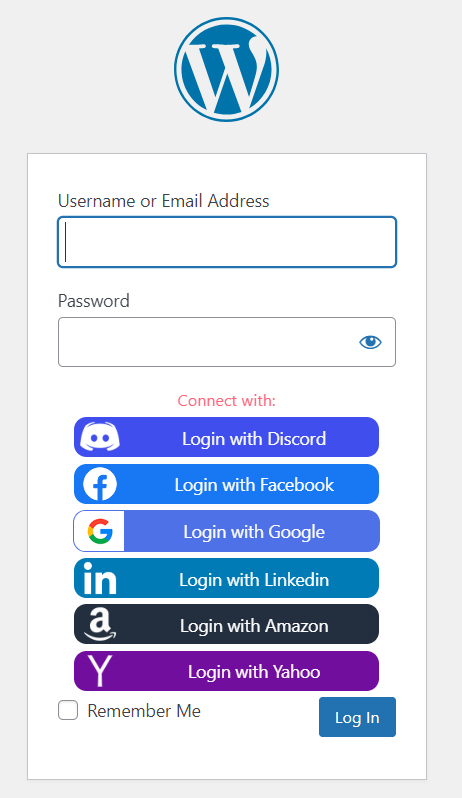 Username or Email Address
Password
Connect with:
Login with Discord
Login with Facebook
Login with Google
Login with Linkedin
Login with Amazon
Login with Yahoo
Remember Me
Log In